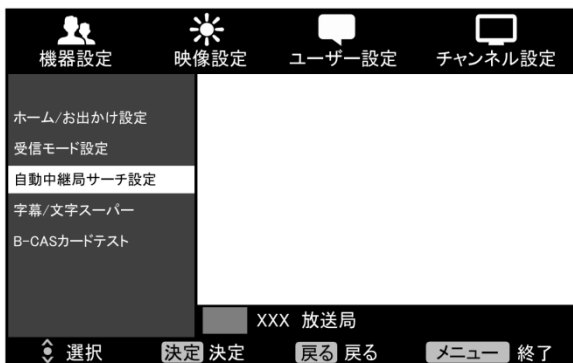 機器設定 映像設定 ユーザー設定 チャンネル設定
ホーム/お出かけ設定
受信モード設定
自動中継局サーチ設定
字幕/文字スーパー
B-CASカードテスト
XXX 放送局
選択 決定 決定 戻る 戻る メニュー 終了